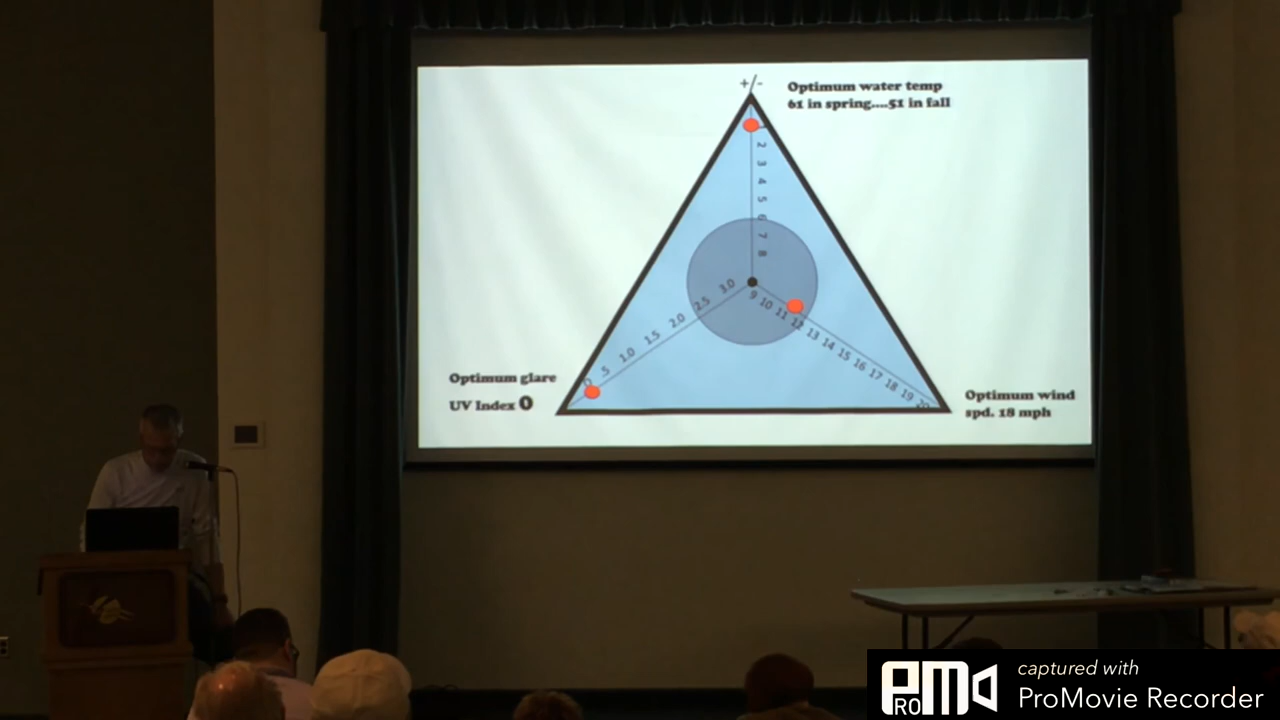 +/-
Optimum water temp
61 in spring....51 in fall
2 3 4 5 6 7 8
0 .5 1.0 1.5 2.0 2.5 3.0
9 10 11 12 13 14 15 16 17 18 19 20
Optimum glare
UV Index 0
Optimum wind
spd. 18 mph
PRO M
captured with
ProMovie Recorder